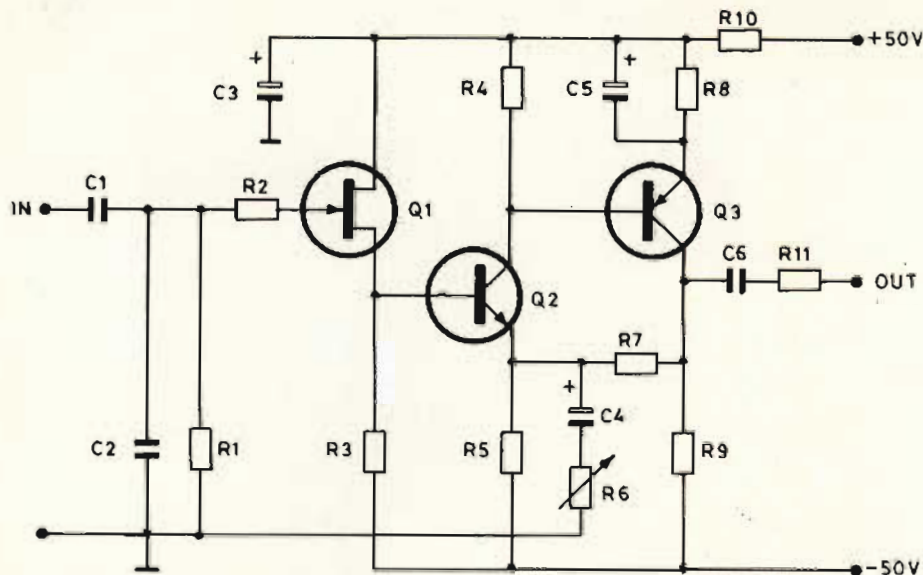 R10
+50V
+
C3
R4
+
C5
R8
C1
IN
R2
Q1
Q3
C6
R11
OUT
Q2
R7
+
C4
C2
R1
R3
R5
R6
R9
-50V